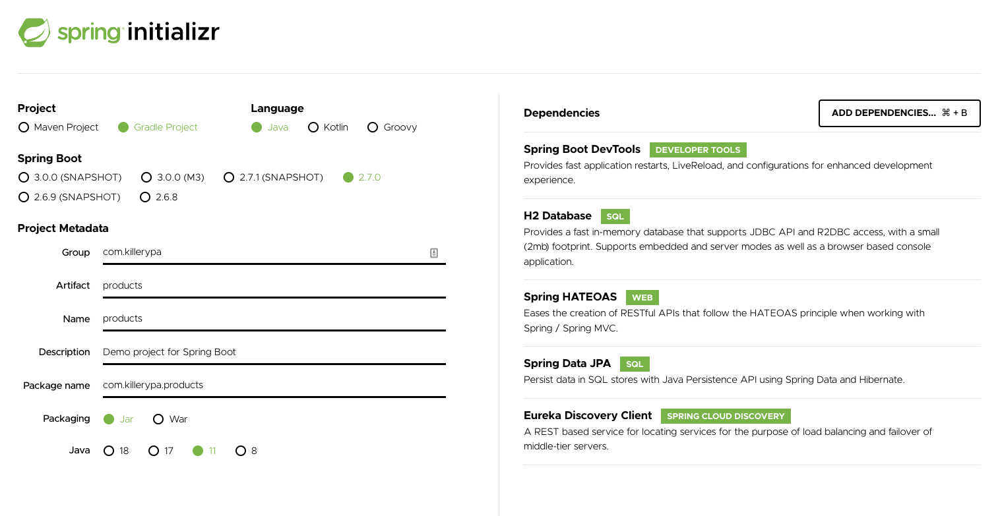 spring initializr
Project
Maven Project Gradle Project
Language
Java Kotlin Groovy
Spring Boot
3.0.0 (SNAPSHOT) 3.0.0 (M3) 2.7.1 (SNAPSHOT) 2.7.0
2.6.9 (SNAPSHOT) 2.6.8
Project Metadata
Group com.killerypa
Artifact products
Name products
Description Demo project for Spring Boot
Package name com.killerypa.products
Packaging Jar War
Java 18 17 11 8
Dependencies
ADD DEPENDENCIES... ⌘ + B
Spring Boot DevTools DEVELOPER TOOLS
Provides fast application restarts, LiveReload, and configurations for enhanced development
experience.
H2 Database SQL
Provides a fast in-memory database that supports JDBC API and R2DBC access, with a small
(2mb) footprint. Supports embedded and server modes as well as a browser based console
application.
Spring HATEOAS WEB
Eases the creation of RESTful APIs that follow the HATEOAS principle when working with
Spring / Spring MVC.
Spring Data JPA SQL
Persist data in SQL stores with Java Persistence API using Spring Data and Hibernate.
Eureka Discovery Client SPRING CLOUD DISCOVERY
A REST based service for locating services for the purpose of load balancing and failover of
middle-tier servers.